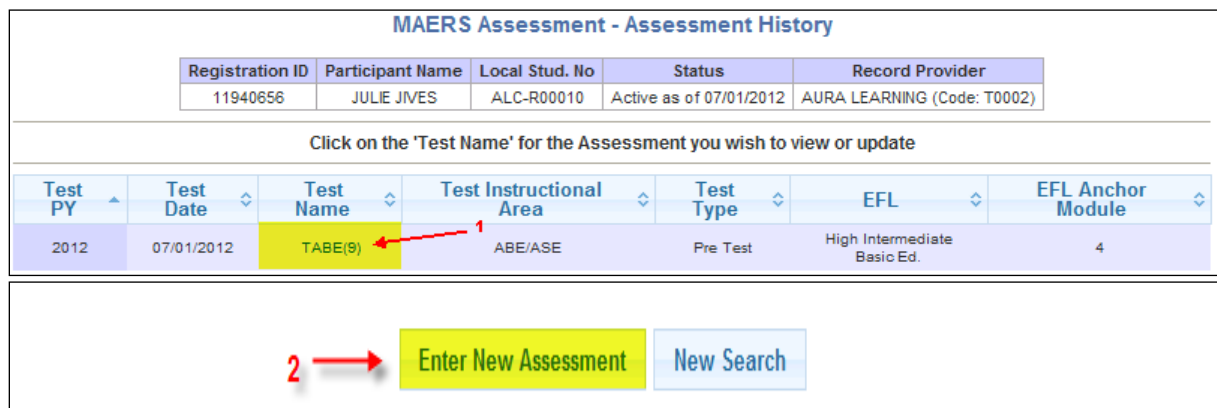 MAERS Assessment - Assessment History
Registration ID Participant Name Local Stud. No Status Record Provider
11940656 JULIE JIVES ALC-R00010 Active as of 07/01/2012 AURA LEARNING (Code: T0002)
Click on the 'Test Name' for the Assessment you wish to view or update
Test PY Test Date Test Name Test Instructional Area Test Type EFL EFL Anchor Module
1
2012 07/01/2012 TABE(9) ABE/ASE Pre Test High Intermediate Basic Ed. 4
2 Enter New Assessment New Search